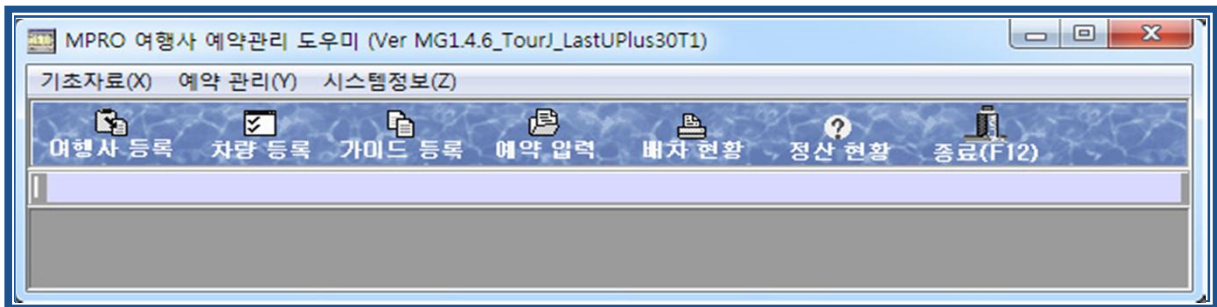 MPRO 여행사 예약관리 도우미 (Ver MG1.4.6_TourJ_LastUPlus30T1)
기초자료(X) 예약 관리(Y) 시스템정보(Z)
여행사 등록 차량 등록 가이드 등록 예약 입력 배차 현황 정산 현황 종료(F12)